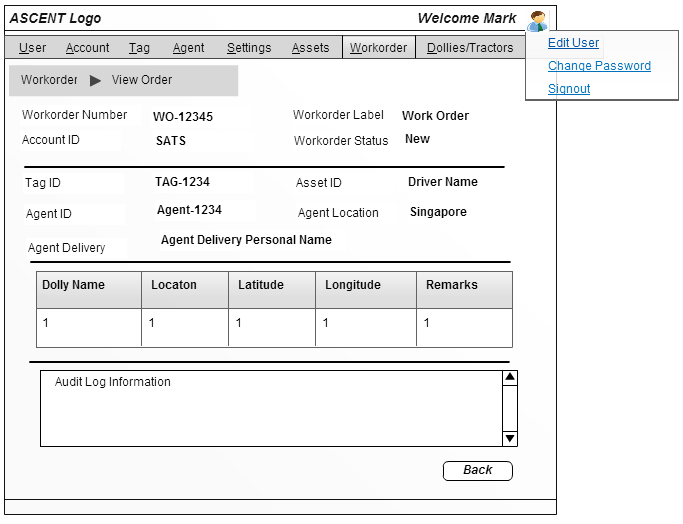 ASCENT Logo Welcome Mark
User Account Tag Agent Settings Assets Workorder Dollies/Tractors
Edit User
Change Password
Signout
Workorder View Order
Workorder Number WO-12345 Workorder Label Work Order
Account ID SATS Workorder Status New
Tag ID TAG-1234 Asset ID Driver Name
Agent ID Agent-1234 Agent Location Singapore
Agent Delivery Agent Delivery Personal Name
Dolly Name Locaton Latitude Longitude Remarks
1 1 1 1 1
Audit Log Information
Back